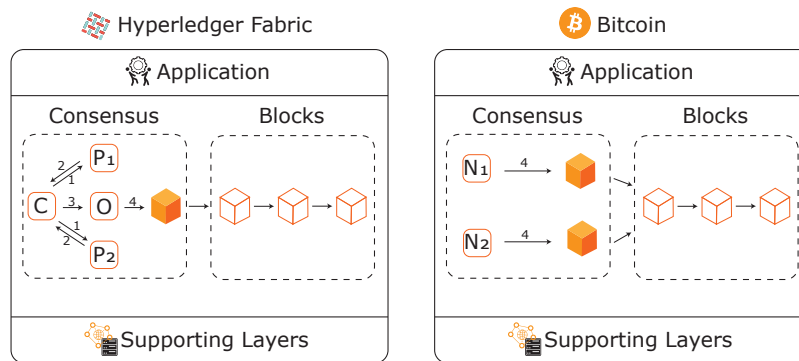 Hyperledger Fabric
Application
Consensus
Blocks
P1
2
1
C
3
O
4
1
2
P2
Supporting Layers
Bitcoin
Application
Consensus
Blocks
N1
4
N2
4
Supporting Layers